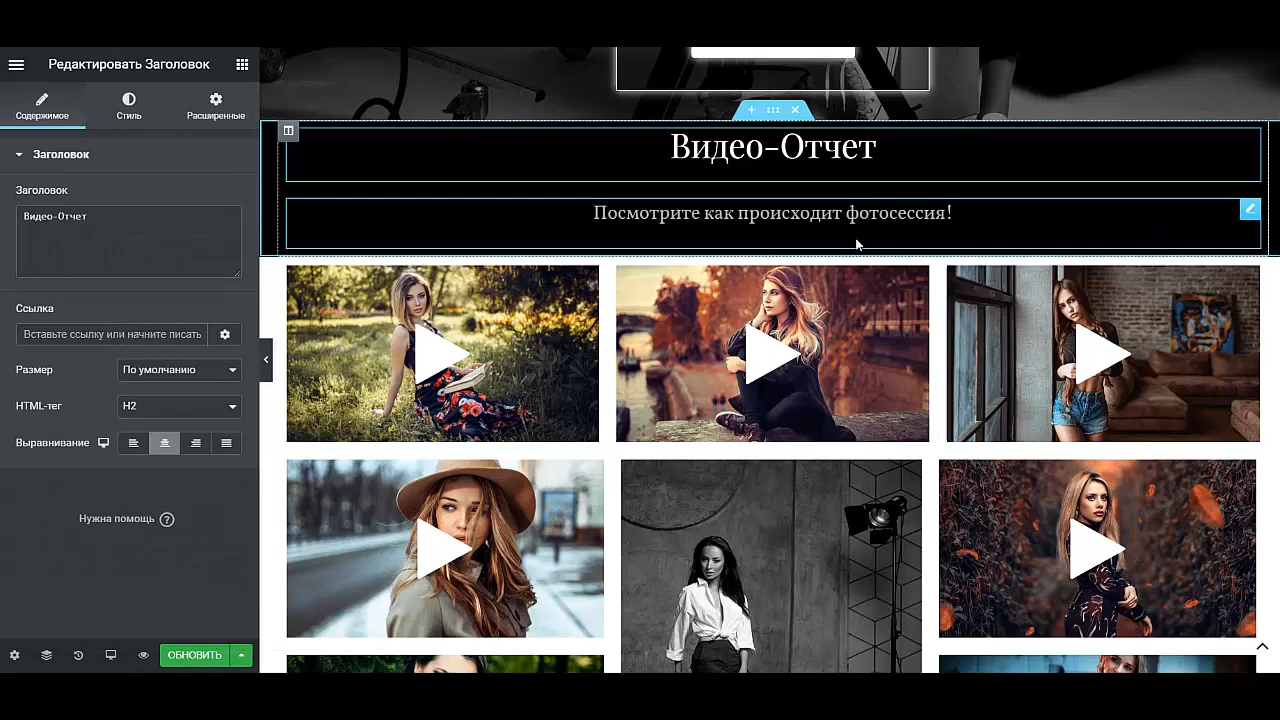 Редактировать Заголовок
Содержимое
Стиль
Расширенные
Заголовок
Заголовок
Видео-Отчет
Ссылка
Вставьте ссылку или начните писать
Размер
По умолчанию
HTML-тег
H2
Выравнивание
Нужна помощь ?
ОБНОВИТЬ
Видео-Отчет
Посмотрите как происходит фотосессия!